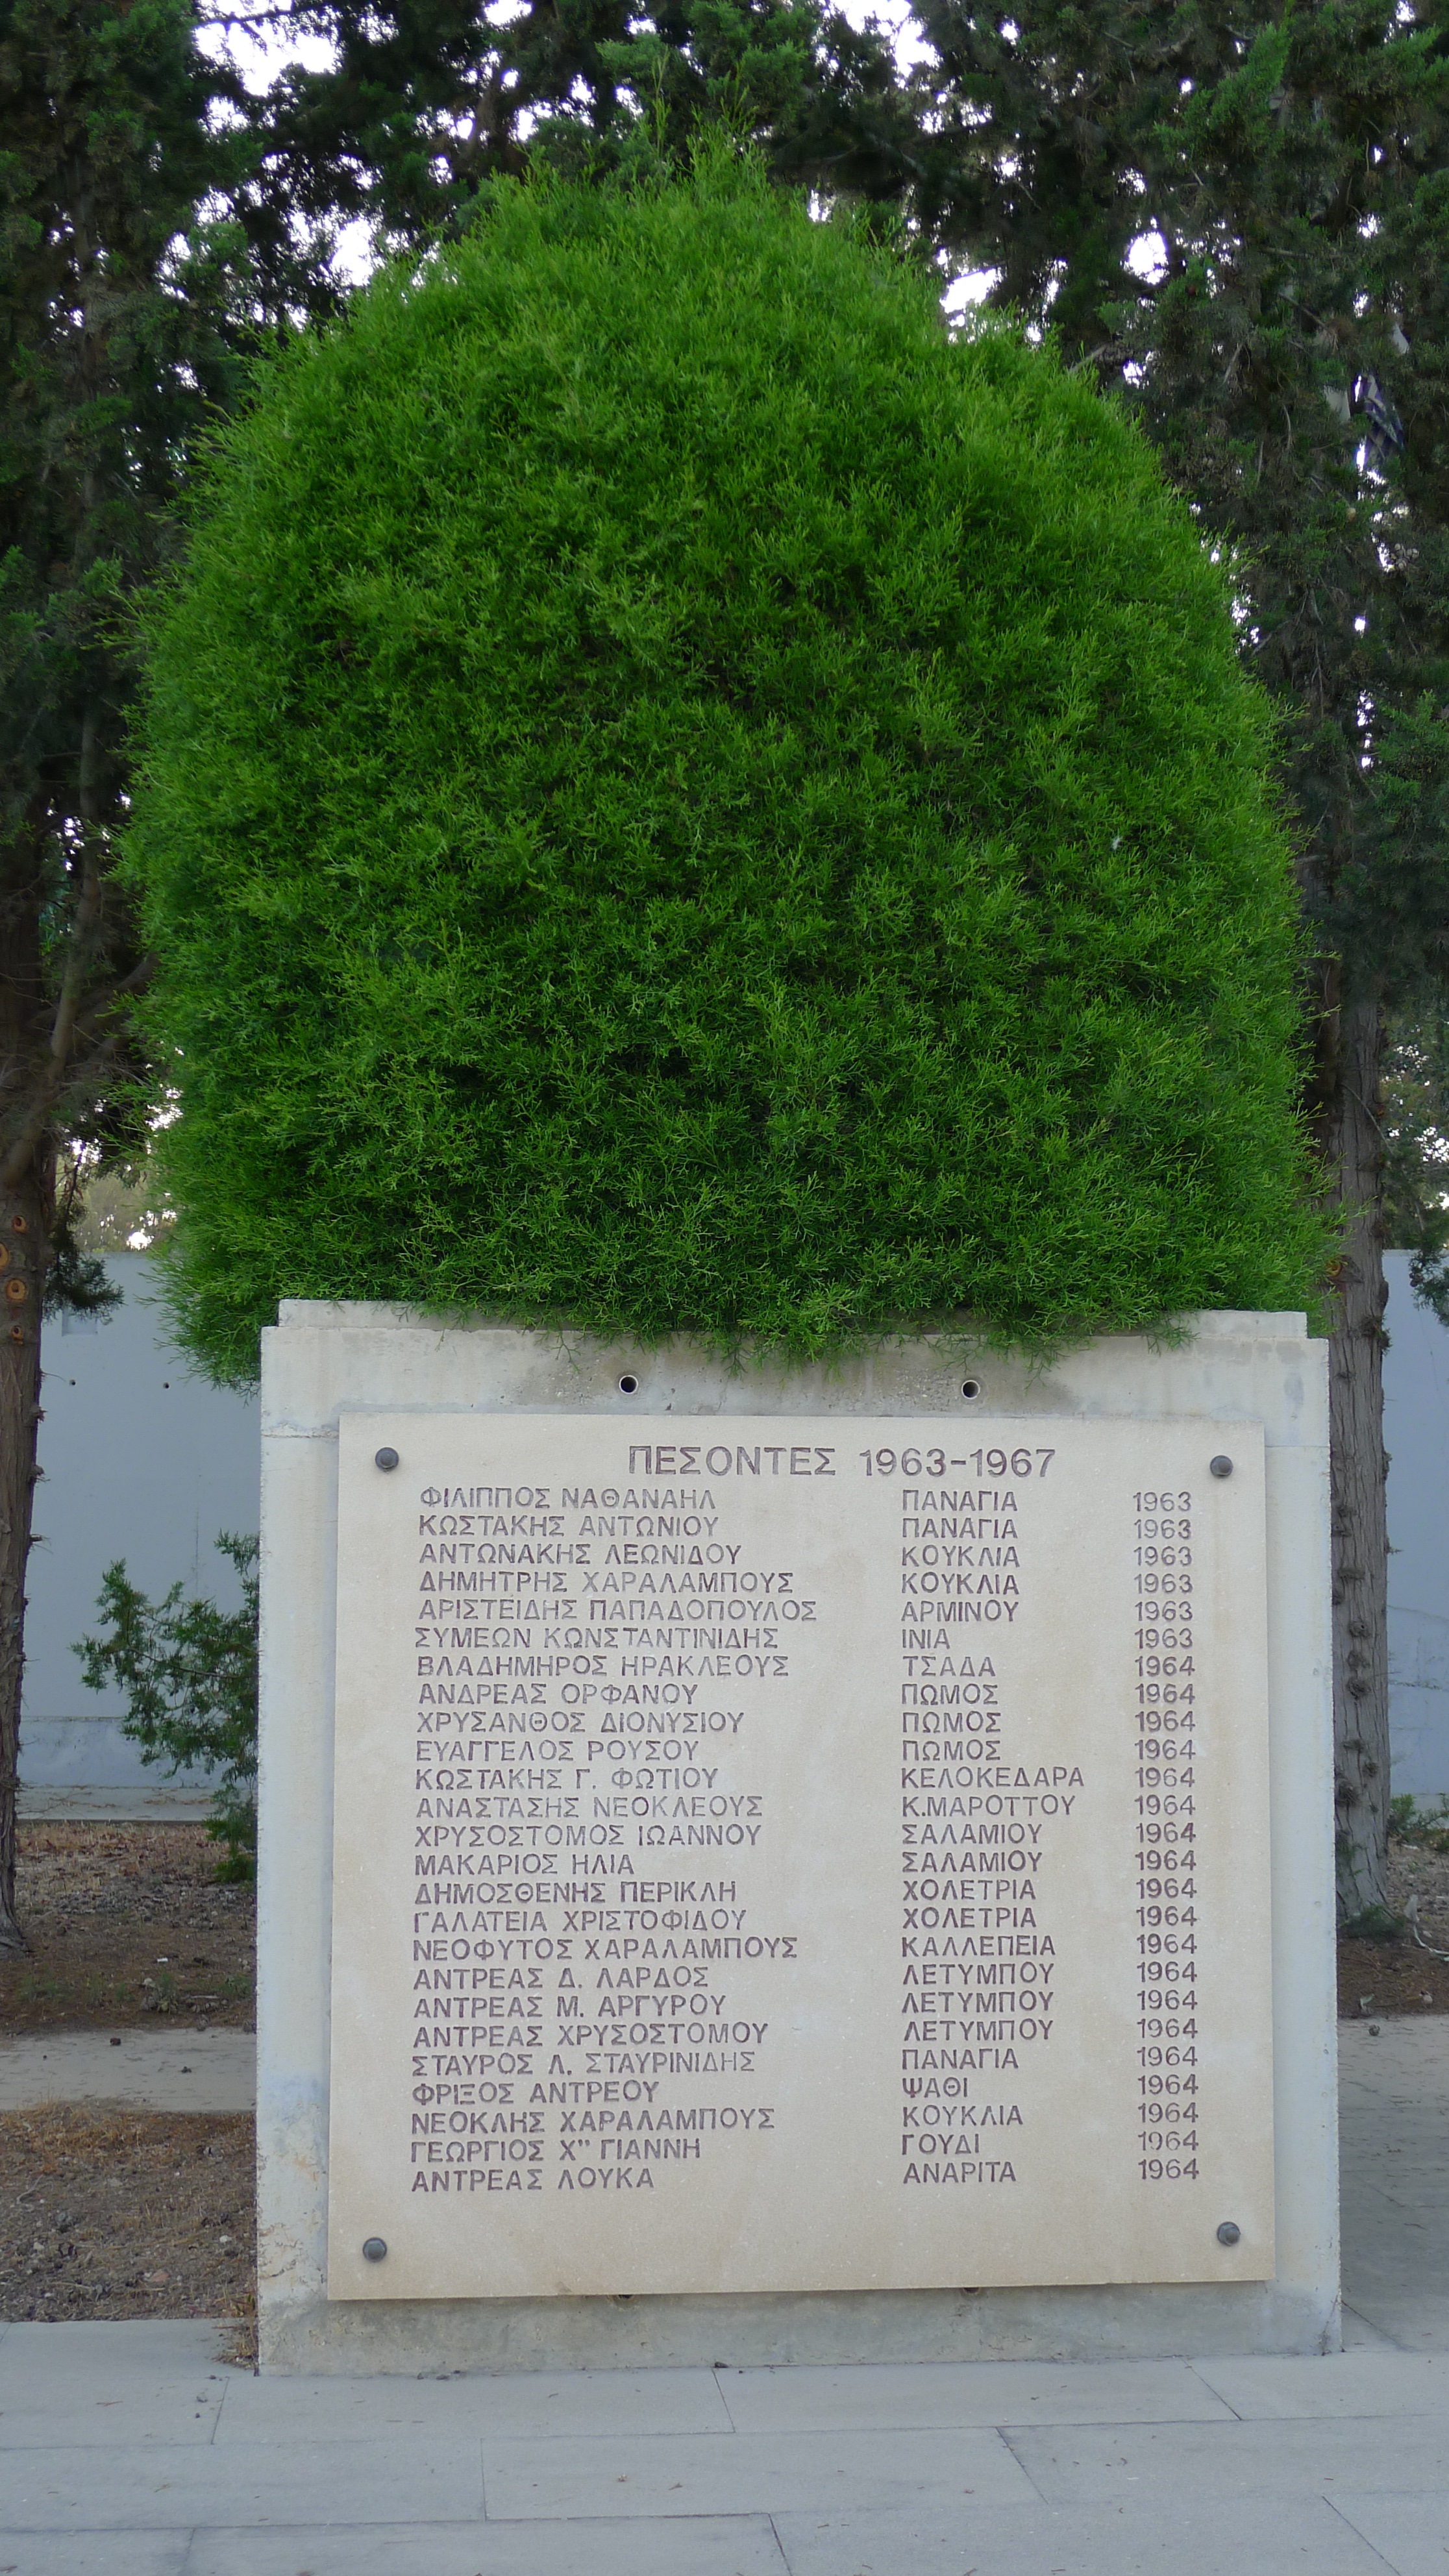 ΠΕΣΟΝΤΕΣ 1963-1967
ΦΙΛΙΠΠΟΣ ΝΑΘΑΝΑΗΛ ΠΑΝΑΓΙΑ 1963
ΚΩΣΤΑΚΗΣ ΑΝΤΩΝΙΟΥ ΠΑΝΑΓΙΑ 1963
ΑΝΤΩΝΑΚΗΣ ΛΕΩΝΙΔΟΥ ΚΟΥΚΛΙΑ 1963
ΔΗΜΗΤΡΗΣ ΧΑΡΑΛΑΜΠΟΥΣ ΚΟΥΚΛΙΑ 1963
ΑΡΙΣΤΕΙΔΗΣ ΠΑΠΑΔΟΠΟΥΛΟΣ ΑΡΜΙΝΟΥ 1963
ΣΥΜΕΩΝ ΚΩΝΣΤΑΝΤΙΝΙΔΗΣ ΙΝΙΑ 1963
ΒΛΑΔΗΜΗΡΟΣ ΗΡΑΚΛΕΟΥΣ ΤΣΑΔΑ 1964
ΑΝΔΡΕΑΣ ΟΡΦΑΝΟΥ ΠΩΜΟΣ 1964
ΧΡΥΣΑΝΘΟΣ ΔΙΟΝΥΣΙΟΥ ΠΩΜΟΣ 1964
ΕΥΑΓΓΕΛΟΣ ΡΟΥΣΟΥ ΠΩΜΟΣ 1964
ΚΩΣΤΑΚΗΣ Γ. ΦΩΤΙΟΥ ΚΕΛΟΚΕΔΑΡΑ 1964
ΑΝΑΣΤΑΣΗΣ ΝΕΟΚΛΕΟΥΣ Κ.ΜΑΡΟΤΤΟΥ 1964
ΧΡΥΣΟΣΤΟΜΟΣ ΙΩΑΝΝΟΥ ΣΑΛΑΜΙΟΥ 1964
ΜΑΚΑΡΙΟΣ ΗΛΙΑ ΣΑΛΑΜΙΟΥ 1964
ΔΗΜΟΣΘΕΝΗΣ ΠΕΡΙΚΛΗ ΧΟΛΕΤΡΙΑ 1964
ΓΑΛΑΤΕΙΑ ΧΡΙΣΤΟΦΙΔΟΥ ΧΟΛΕΤΡΙΑ 1964
ΝΕΟΦΥΤΟΣ ΧΑΡΑΛΑΜΠΟΥΣ ΚΑΛΛΕΠΕΙΑ 1964
ΑΝΤΡΕΑΣ Δ. ΛΑΡΔΟΣ ΛΕΤΥΜΠΟΥ 1964
ΑΝΤΡΕΑΣ Μ. ΑΡΓΥΡΟΥ ΛΕΤΥΜΠΟΥ 1964
ΑΝΤΡΕΑΣ ΧΡΥΣΟΣΤΟΜΟΥ ΛΕΤΥΜΠΟΥ 1964
ΣΤΑΥΡΟΣ Λ. ΣΤΑΥΡΙΝΙΔΗΣ ΠΑΝΑΓΙΑ 1964
ΦΡΙΞΟΣ ΑΝΤΡΕΟΥ ΨΑΘΙ 1964
ΝΕΟΚΛΗΣ ΧΑΡΑΛΑΜΠΟΥΣ ΚΟΥΚΛΙΑ 1964
ΓΕΩΡΓΙΟΣ Χ" ΓΙΑΝΝΗ ΓΟΥΔΙ 1964
ΑΝΤΡΕΑΣ ΛΟΥΚΑ ΑΝΑΡΙΤΑ 1964